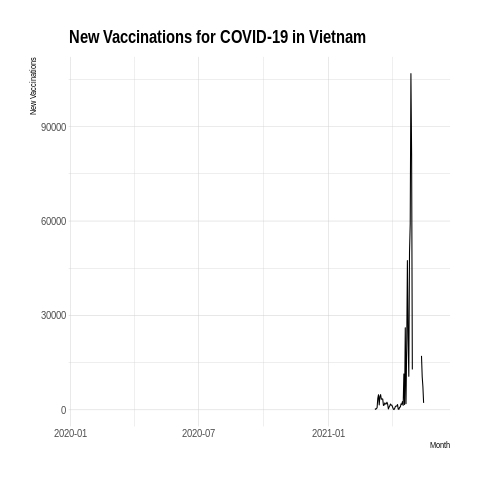 New Vaccinations for COVID-19 in Vietnam
New Vaccinations
90000
60000
30000
0
2020-01
2020-07
2021-01
Month